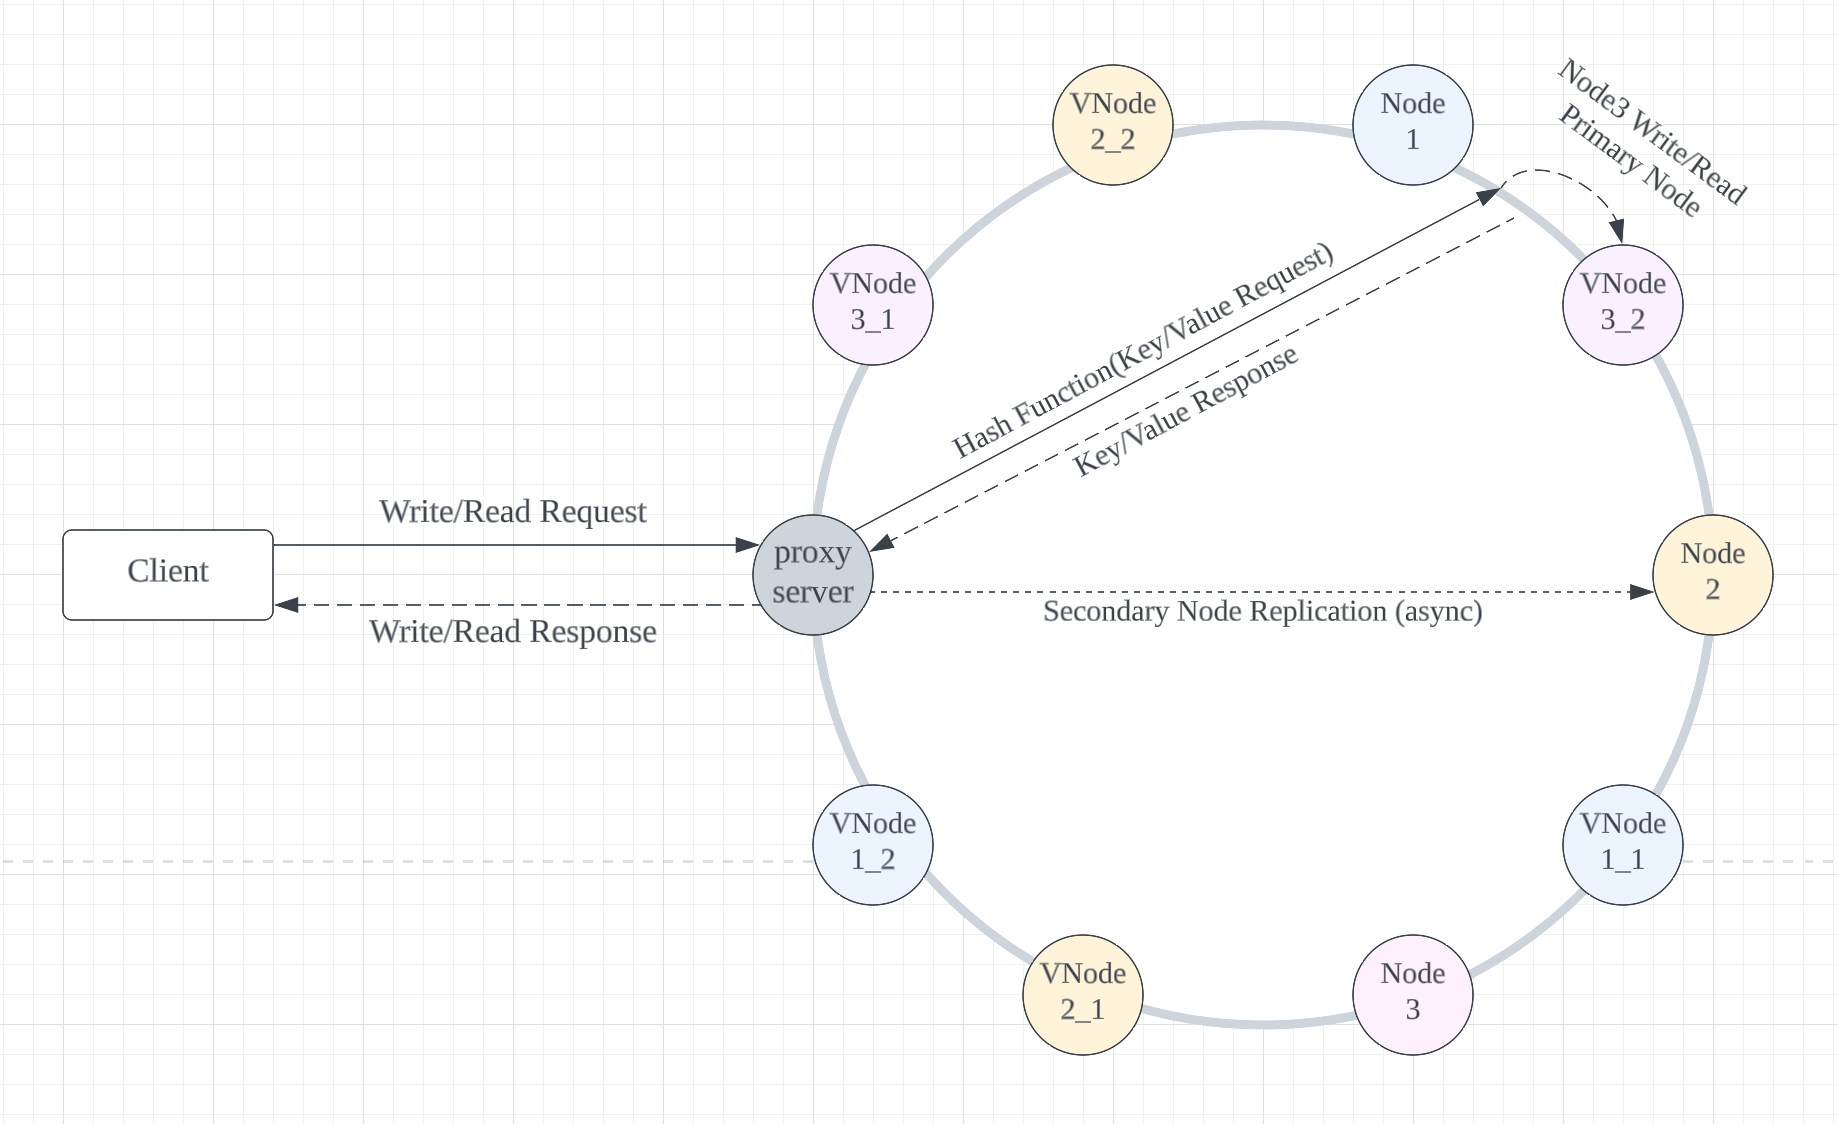 VNode
2_2
Node
1
Node3 Write/Read
Primary Node
VNode
3_1
VNode
3_2
Hash Function(Key/Value Request)
Key/Value Response
Write/Read Request
Client
proxy
server
Node
2
Secondary Node Replication (async)
Write/Read Response
VNode
1_2
VNode
1_1
VNode
2_1
Node
3